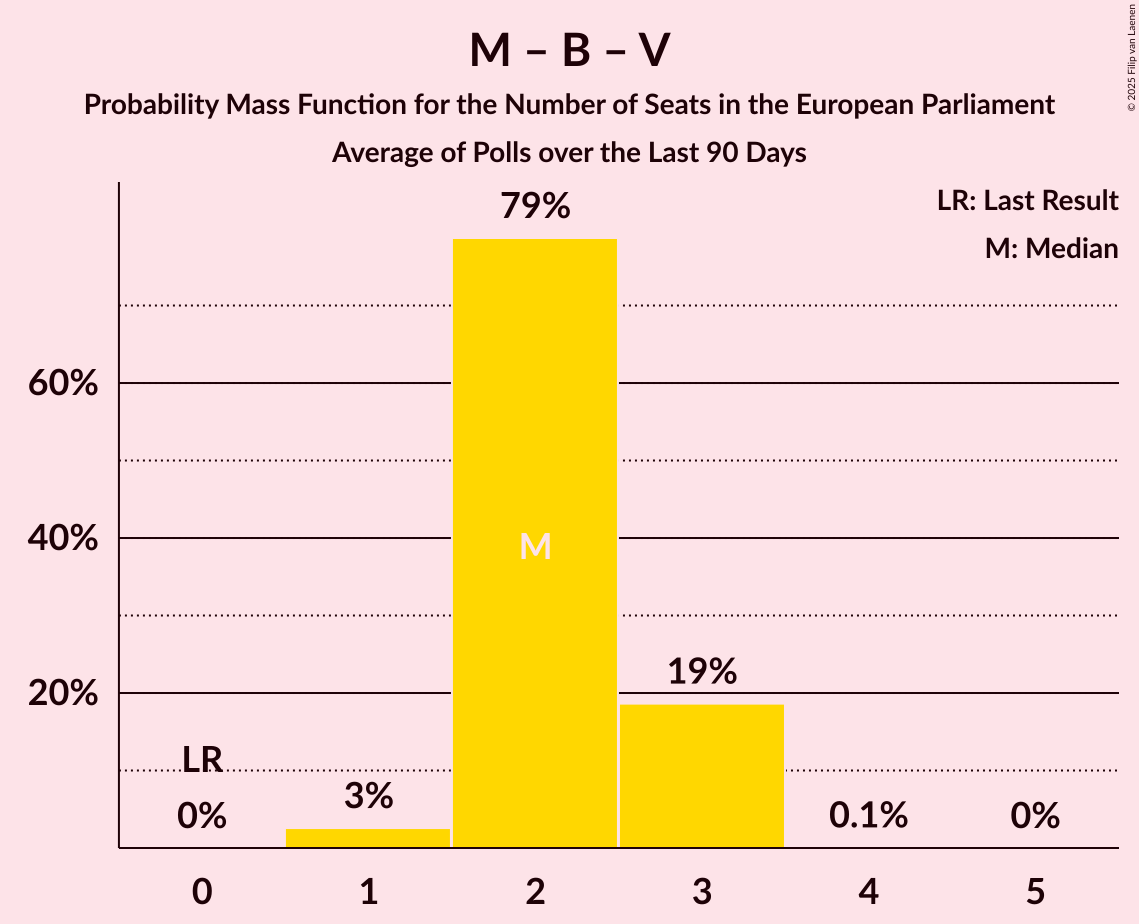 M – B – V
Probability Mass Function for the Number of Seats in the European Parliament
Average of Polls over the Last 90 Days
© 2025 Filip van Laenen
LR: Last Result
M: Median
79%
60%
40%
M
19%
20%
LR
3%
0%
0.1%
0%
0 1 2 3 4 5